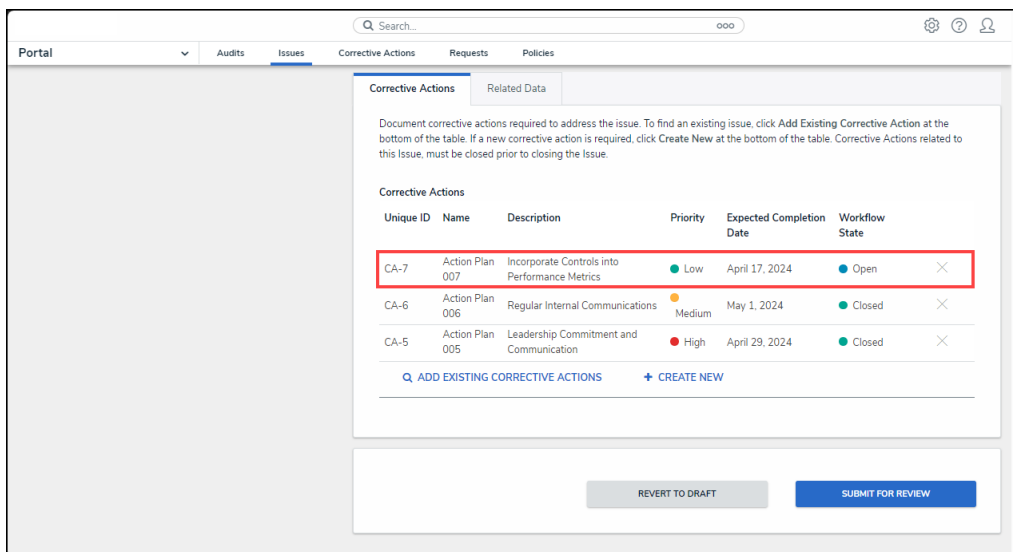 Search...
ooo
Portal
Audits
Issues
Corrective Actions
Requests
Policies
Corrective Actions
Related Data
Document corrective actions required to address the issue. To find an existing issue, click Add Existing Corrective Action at the
bottom of the table. If a new corrective action is required, click Create New at the bottom of the table. Corrective Actions related to
this Issue, must be closed prior to closing the Issue.
Corrective Actions
Unique ID Name Description Priority Expected Completion Date Workflow State
CA-7 Action Plan 007 Incorporate Controls into Performance Metrics Low April 17, 2024 Open
CA-6 Action Plan 006 Regular Internal Communications Medium May 1, 2024 Closed
CA-5 Action Plan 005 Leadership Commitment and Communication High April 29, 2024 Closed
ADD EXISTING CORRECTIVE ACTIONS
+ CREATE NEW
REVERT TO DRAFT
SUBMIT FOR REVIEW